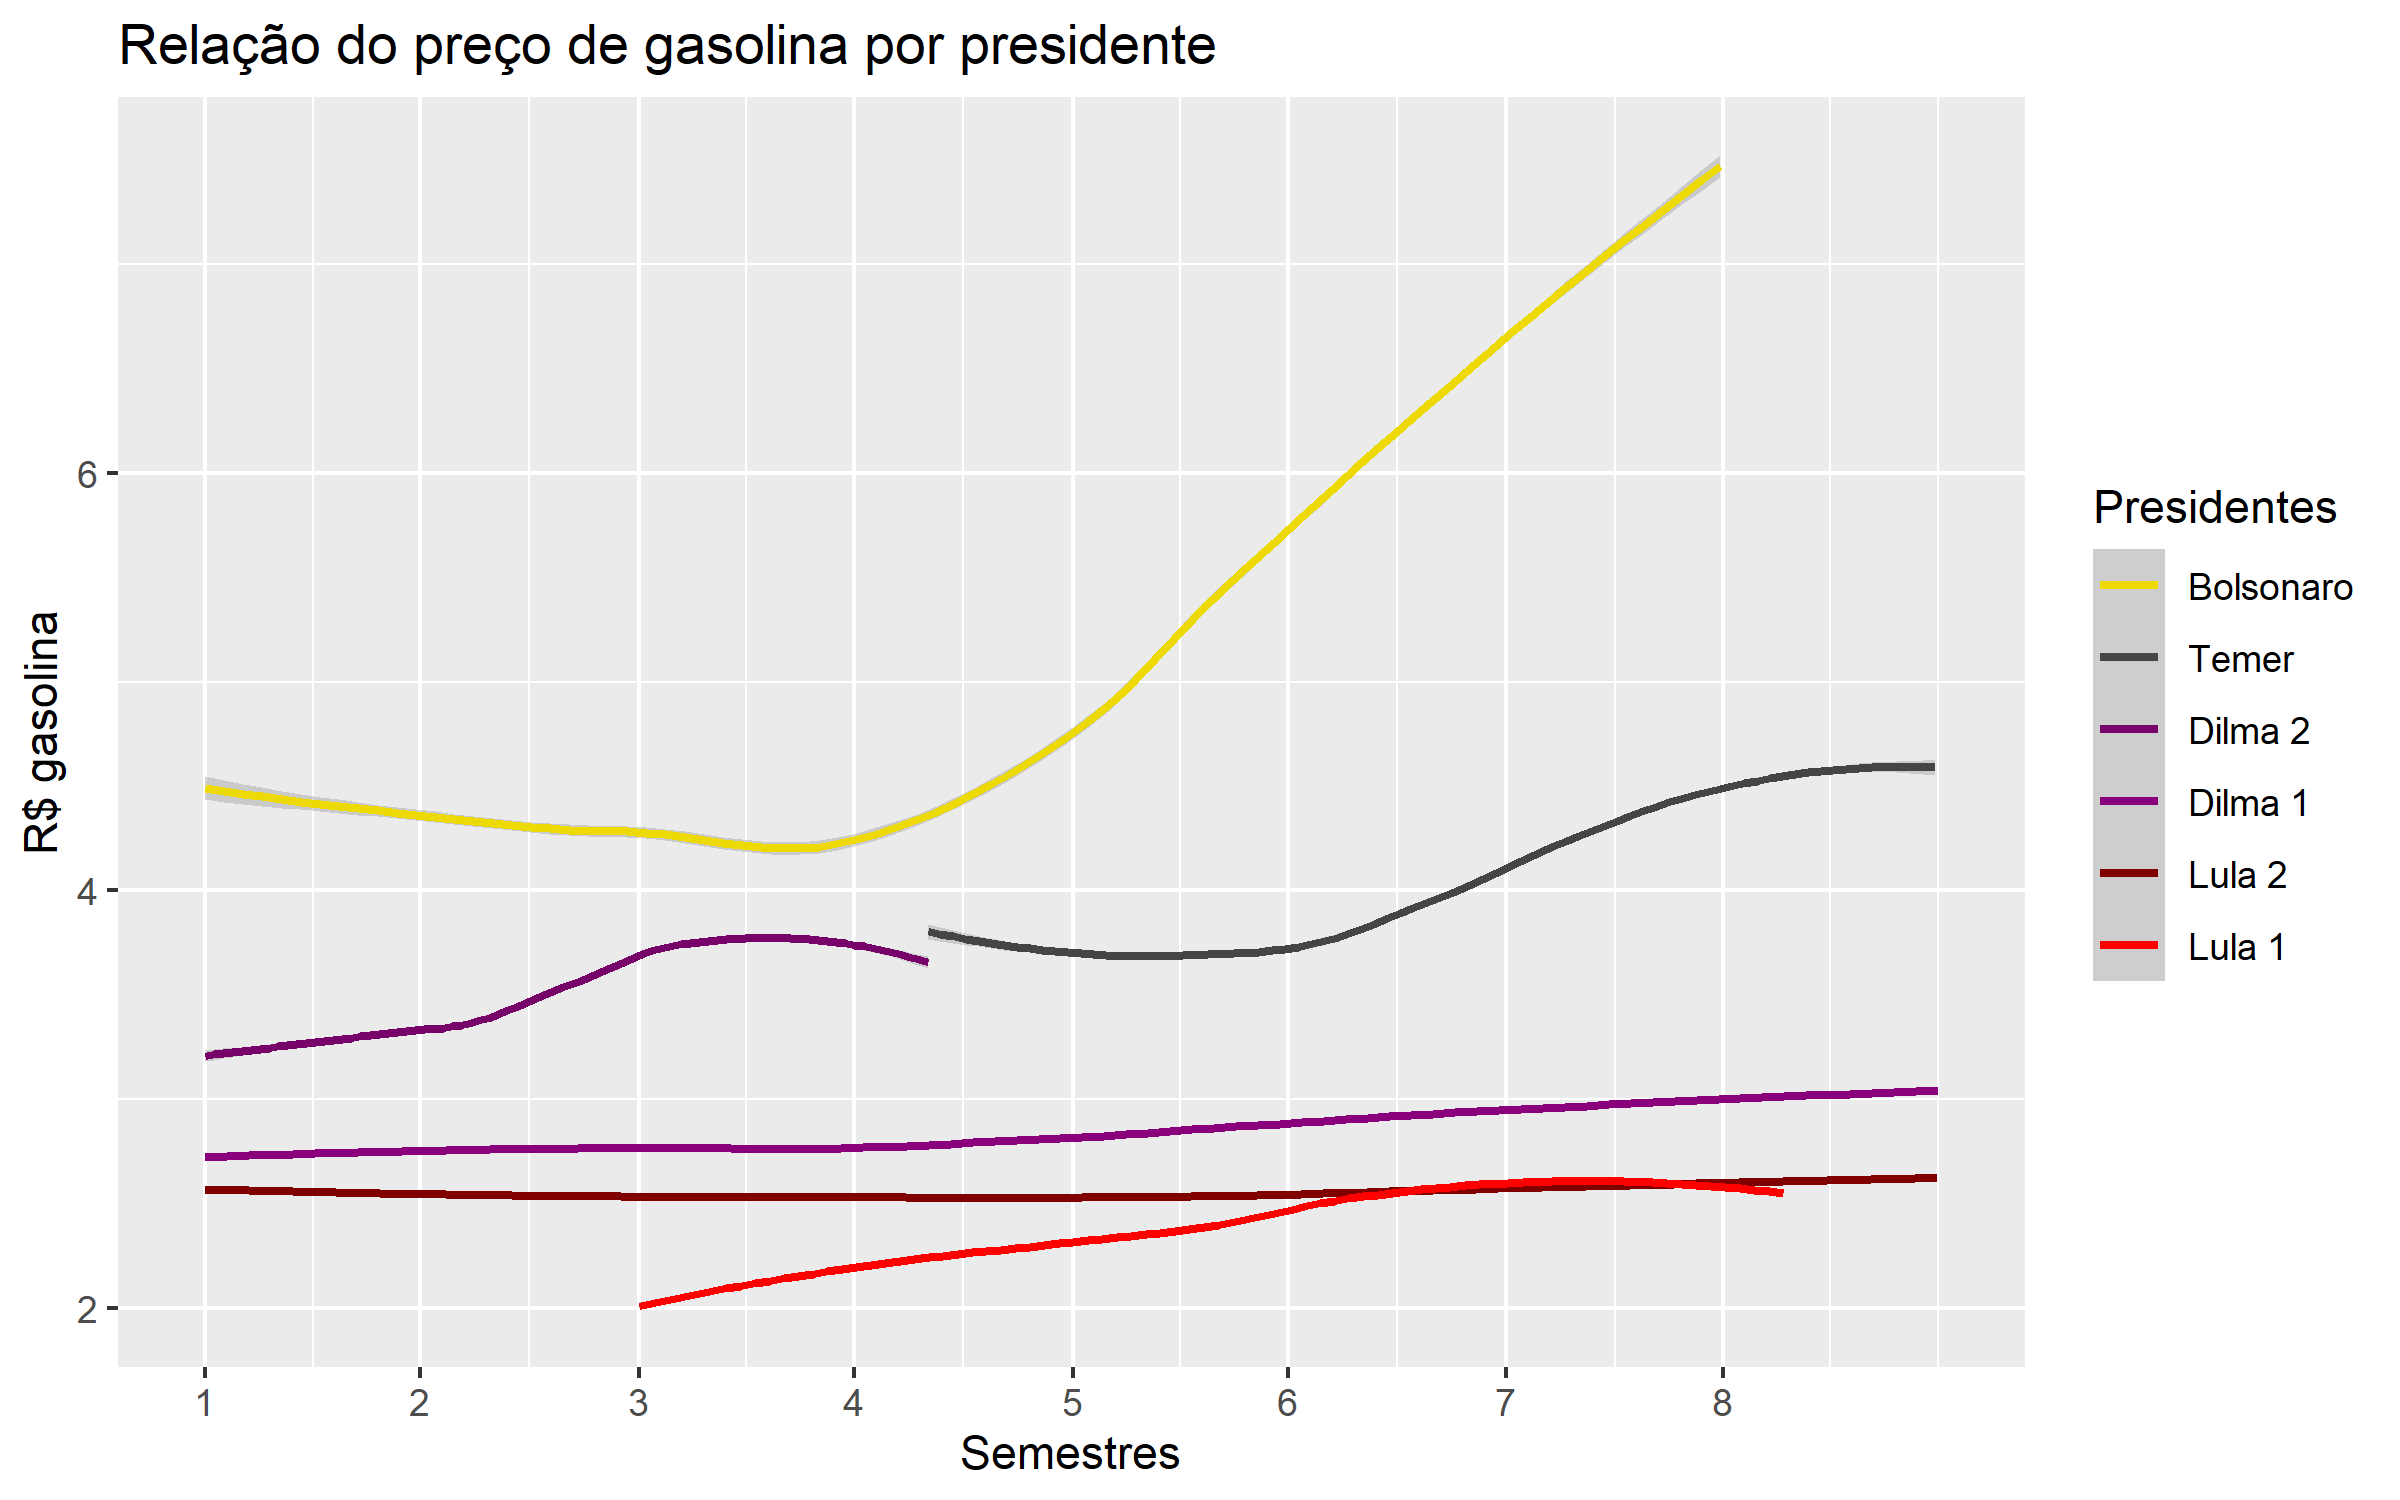 Relação do preço de gasolina por presidente
R$ gasolina
6
4
2
1 2 3 4 5 6 7 8
Semestres
Presidentes
Bolsonaro
Temer
Dilma 2
Dilma 1
Lula 2
Lula 1